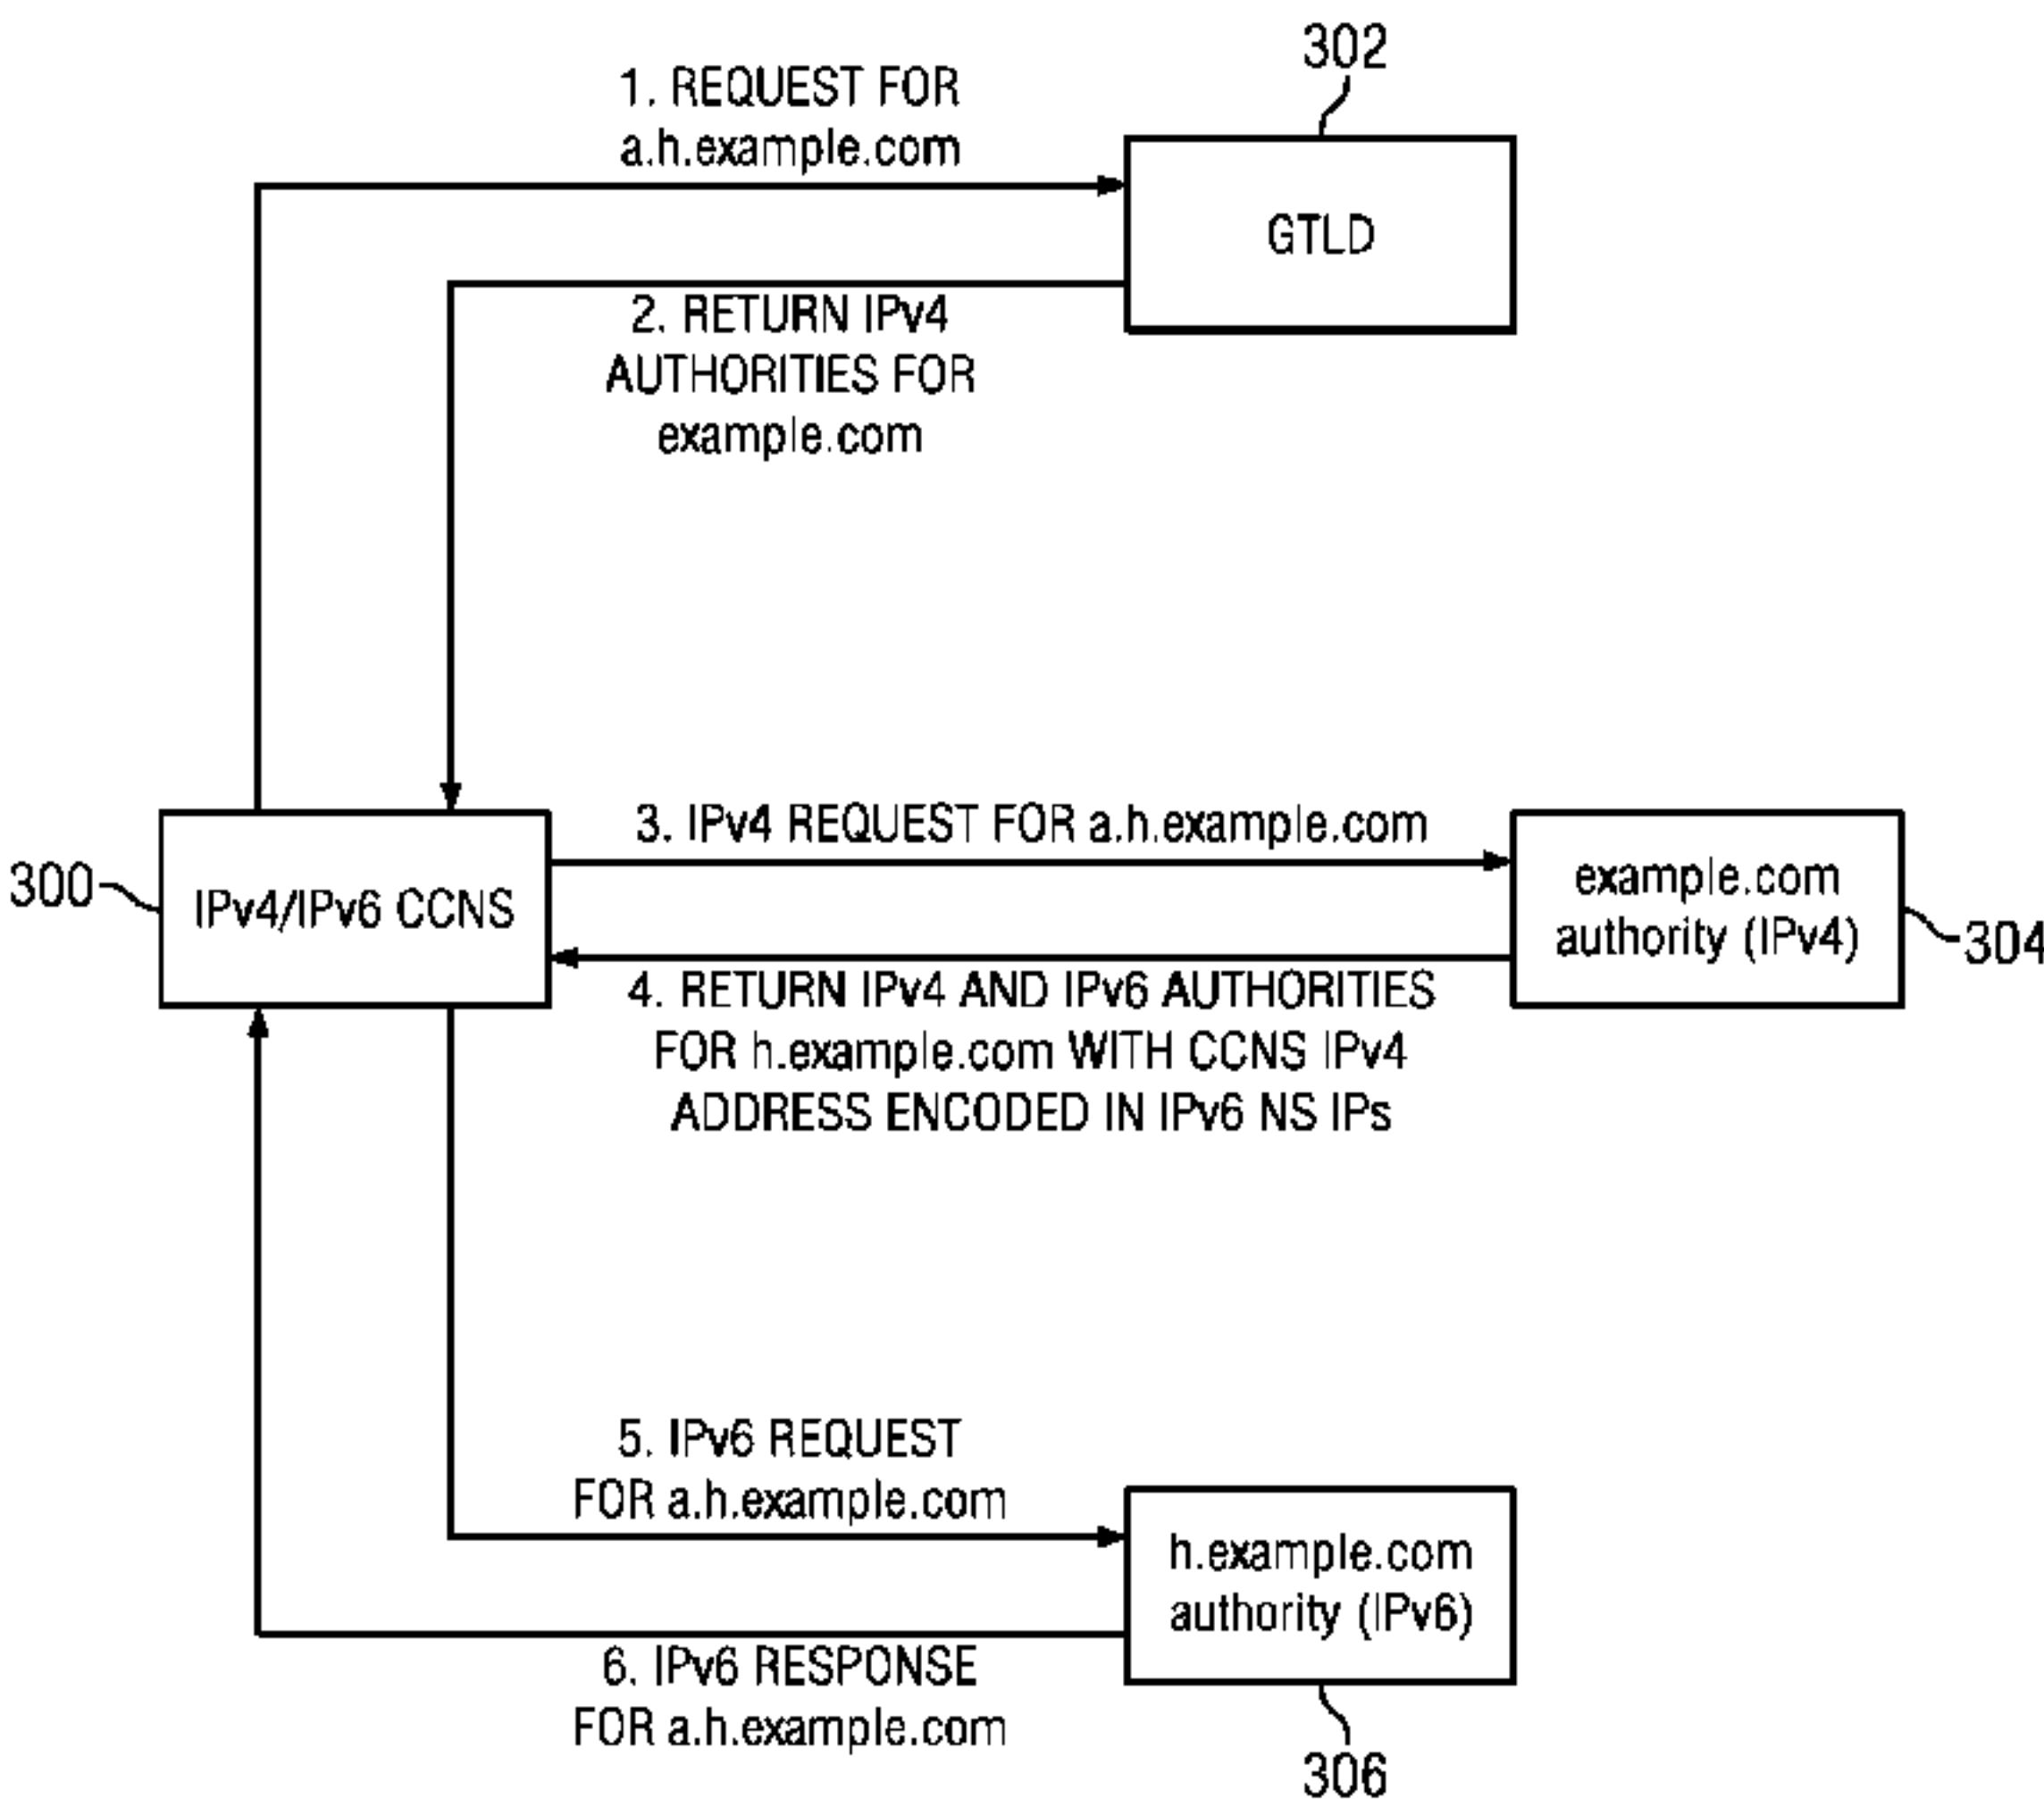 302
1. REQUEST FOR
a.h.example.com
GTLD
2. RETURN IPv4
AUTHORITIES FOR
example.com
300
IPv4/IPv6 CCNS
3. IPv4 REQUEST FOR a.h.example.com
example.com
authority (IPv4)
304
4. RETURN IPv4 AND IPv6 AUTHORITIES
FOR h.example.com WITH CCNS IPv4
ADDRESS ENCODED IN IPv6 NS IPs
5. IPv6 REQUEST
FOR a.h.example.com
h.example.com
authority (IPv6)
6. IPv6 RESPONSE
FOR a.h.example.com
306